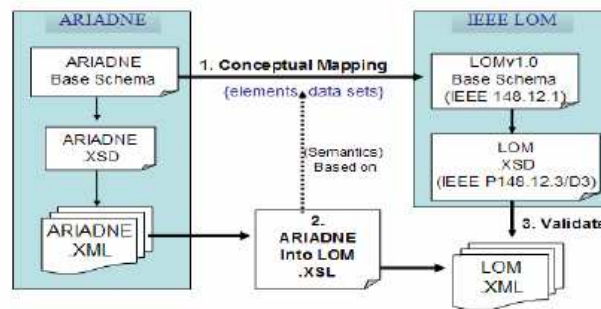 ARIADNE
IEEE LOM
ARIADNE
Base Schema
1. Conceptual Mapping
{elements, data sets}
LOMv1.0
Base Schema
(IEEE 148.12.1)
ARIADNE
.XSD
(Semantics)
Based on
LOM
XSD
(IEEE P148.12.3/D3)
ARIADNE
.XML
2.
ARIADNE
Into LOM
.XSL
3. Validate
LOM
.XML